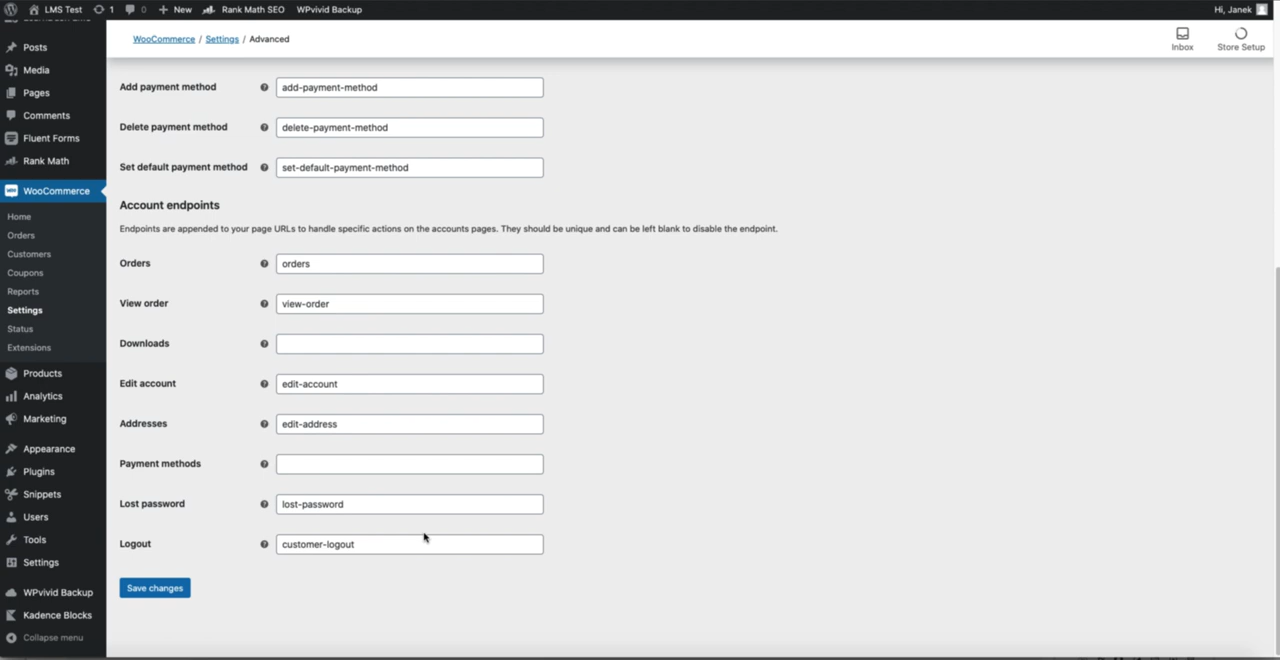 LMS Test 1 0 New Rank Math SEO WPvivid Backup Hi, Janek
WooCommerce / Settings / Advanced
Inbox
Store Setup
Posts
Media
Pages
Comments
Fluent Forms
Rank Math
WooCommerce
Home
Orders
Customers
Coupons
Reports
Settings
Status
Extensions
Products
Analytics
Marketing
Appearance
Plugins
Snippets
Users
Tools
Settings
WPvivid Backup
Kadence Blocks
Collapse menu
Add payment method add-payment-method
Delete payment method delete-payment-method
Set default payment method set-default-payment-method
Account endpoints
Endpoints are appended to your page URLs to handle specific actions on the accounts pages. They should be unique and can be left blank to disable the endpoint.
Orders orders
View order view-order
Downloads
Edit account edit-account
Addresses edit-address
Payment methods
Lost password lost-password
Logout customer-logout
Save changes